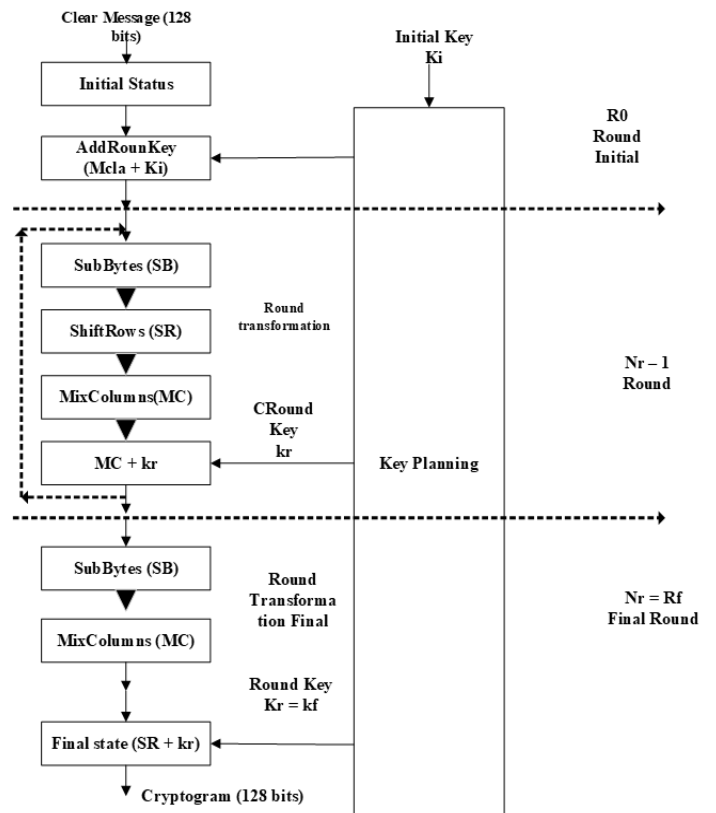 Clear Message (128
bits)
Initial Key
Ki
Initial Status
R0
Round
Initial
AddRounKey
(Mcla + Ki)
SubBytes (SB)
Round
transformation
ShiftRows (SR)
Nr – 1
Round
MixColumns(MC)
CRound
Key
kr
MC + kr
Key Planning
SubBytes (SB)
Round
Transforma
tion Final
Nr = Rf
Final Round
MixColumns (MC)
Round Key
Kr = kf
Final state (SR + kr)
Cryptogram (128 bits)